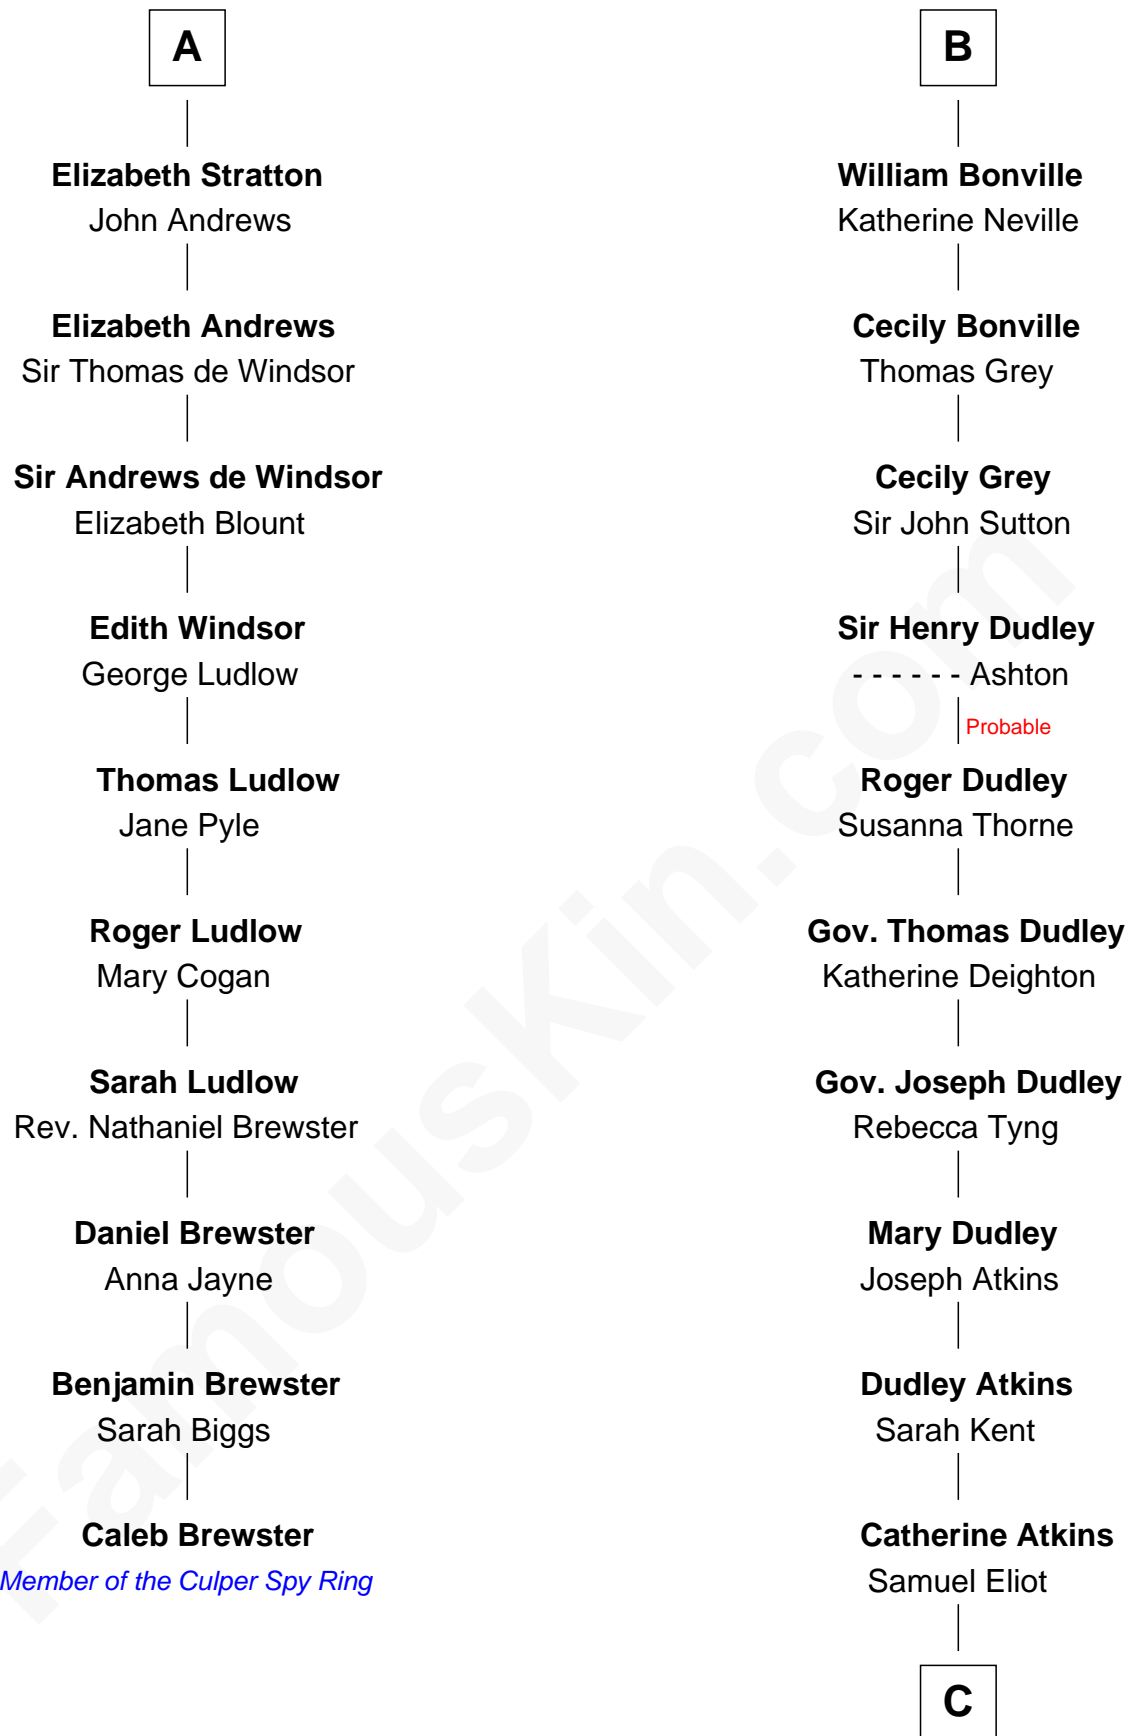 A
Elizabeth Stratton
John Andrews
Elizabeth Andrews
Sir Thomas de Windsor
Sir Andrews de Windsor
Elizabeth Blount
Edith Windsor
George Ludlow
Thomas Ludlow
Jane Pyle
Roger Ludlow
Mary Cogan
Sarah Ludlow
Rev. Nathaniel Brewster
Daniel Brewster
Anna Jayne
Benjamin Brewster
Sarah Biggs
Caleb Brewster
Member of the Culper Spy Ring
B
William Bonville
Katherine Neville
Cecily Bonville
Thomas Grey
Cecily Grey
Sir John Sutton
Sir Henry Dudley
- - - - - - Ashton
Probable
Roger Dudley
Susanna Thorne
Gov. Thomas Dudley
Katherine Deighton
Gov. Joseph Dudley
Rebecca Tyng
Mary Dudley
Joseph Atkins
Dudley Atkins
Sarah Kent
Catherine Atkins
Samuel Eliot
C
FamousKin.com